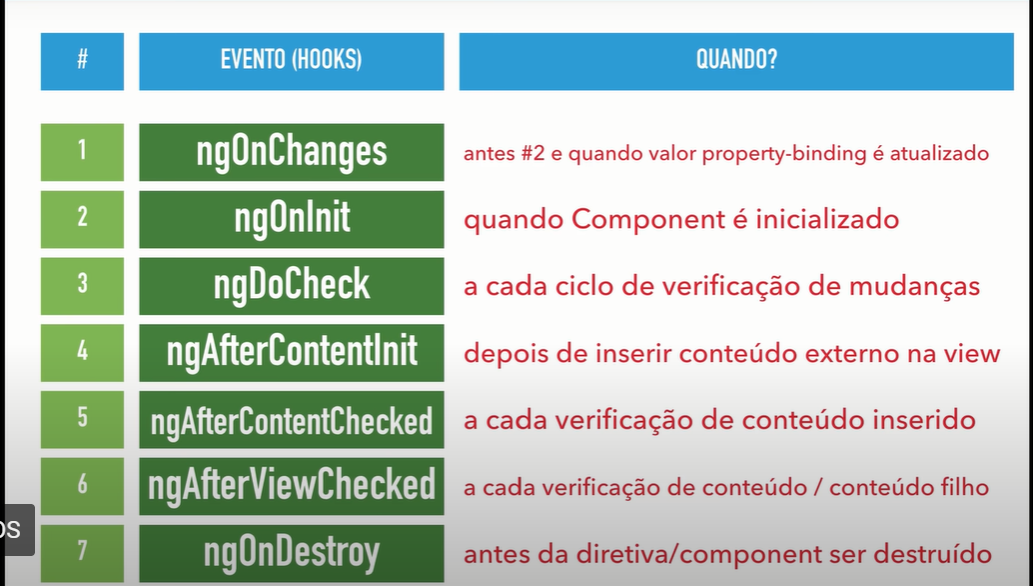 # EVENTO (HOOKS) QUANDO?
1 ngOnChanges antes #2 e quando valor property-binding é atualizado
2 ngOnInit quando Component é inicializado
3 ngDoCheck a cada ciclo de verificação de mudanças
4 ngAfterContentInit depois de inserir conteúdo externo na view
5 ngAfterContentChecked a cada verificação de conteúdo inserido
6 ngAfterViewChecked a cada verificação de conteúdo / conteúdo filho
7 ngOnDestroy antes da diretiva/component ser destruído